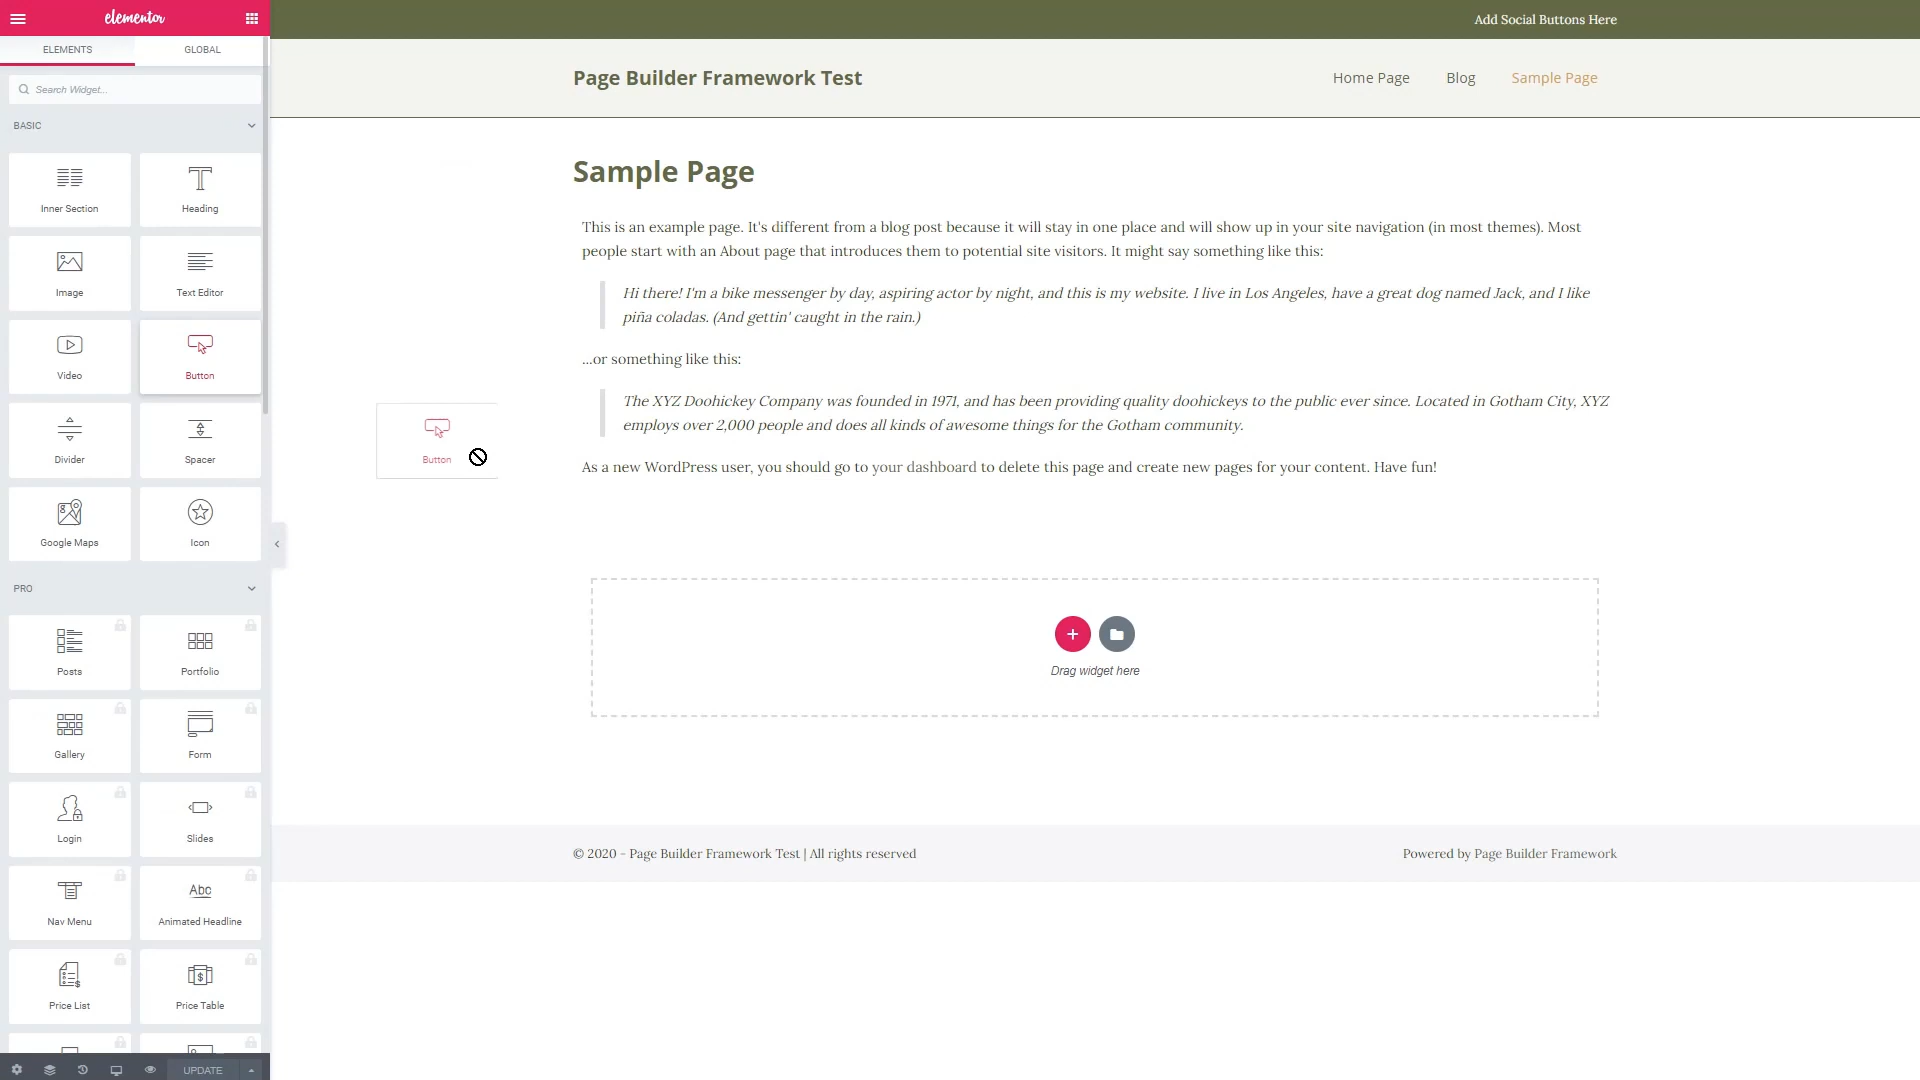 elementor
ELEMENTS
GLOBAL
Search Widget...
BASIC
Inner Section
Heading
Image
Text Editor
Video
Button
Divider
Spacer
Google Maps
Icon
PRO
Posts
Portfolio
Gallery
Form
Login
Slides
Nav Menu
Abc
Animated Headline
Price List
Price Table
UPDATE
Add Social Buttons Here
Page Builder Framework Test
Home Page
Blog
Sample Page
Sample Page
This is an example page. It's different from a blog post because it will stay in one place and will show up in your site navigation (in most themes). Most
people start with an About page that introduces them to potential site visitors. It might say something like this:
Hi there! I'm a bike messenger by day, aspiring actor by night, and this is my website. I live in Los Angeles, have a great dog named Jack, and I like
piña coladas. (And gettin' caught in the rain.)
...or something like this:
The XYZ Doohickey Company was founded in 1971, and has been providing quality doohickeys to the public ever since. Located in Gotham City, XYZ
employs over 2,000 people and does all kinds of awesome things for the Gotham community.
Button
As a new WordPress user, you should go to your dashboard to delete this page and create new pages for your content. Have fun!
Drag widget here
© 2020 - Page Builder Framework Test | All rights reserved
Powered by Page Builder Framework